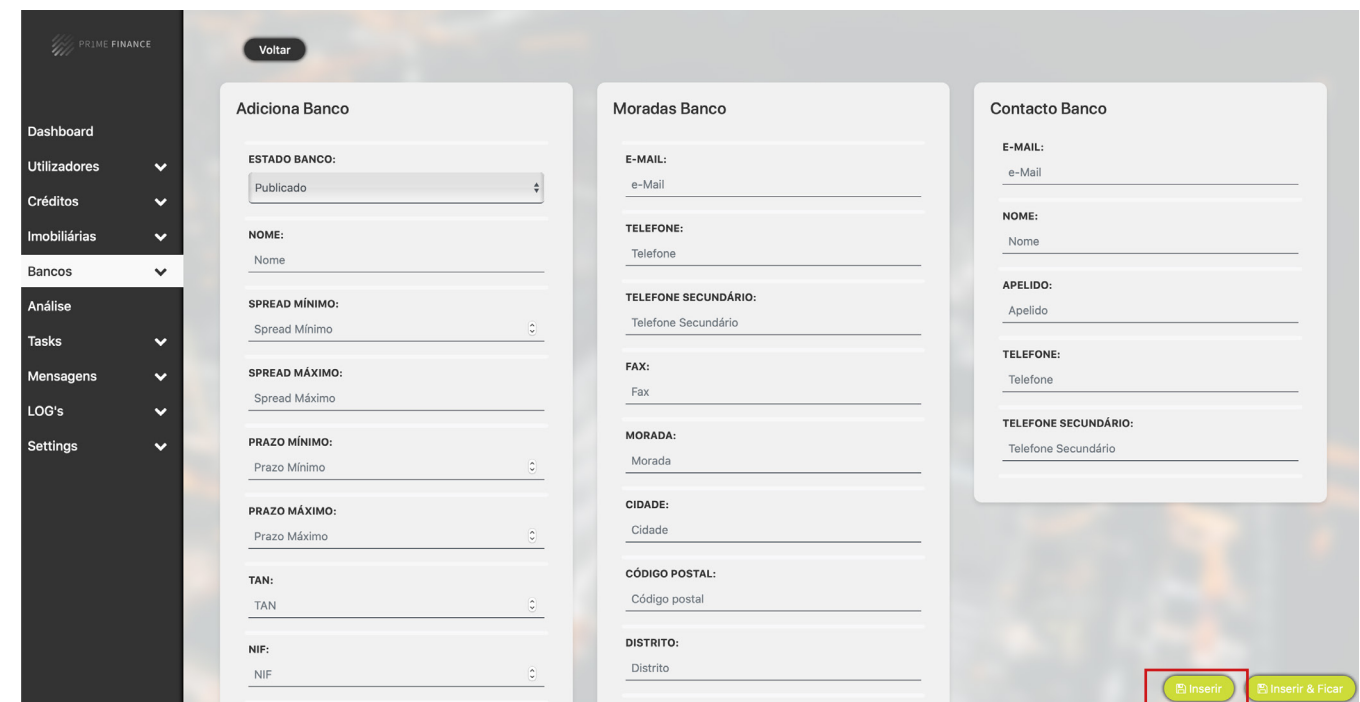 PRIME FINANCE
Dashboard
Utilizadores
Créditos
Imobiliárias
Bancos
Análise
Tasks
Mensagens
LOG's
Settings
Voltar
Adiciona Banco
ESTADO BANCO:
Publicado
NOME:
Nome
SPREAD MÍNIMO:
Spread Mínimo
SPREAD MÁXIMO:
Spread Máximo
PRAZO MÍNIMO:
Prazo Mínimo
PRAZO MÁXIMO:
Prazo Máximo
TAN:
TAN
NIF:
NIF
Moradas Banco
E-MAIL:
e-Mail
TELEFONE:
Telefone
TELEFONE SECUNDÁRIO:
Telefone Secundário
FAX:
Fax
MORADA:
Morada
CIDADE:
Cidade
CÓDIGO POSTAL:
Código postal
DISTRITO:
Distrito
Contacto Banco
E-MAIL:
e-Mail
NOME:
Nome
APELIDO:
Apelido
TELEFONE:
Telefone
TELEFONE SECUNDÁRIO:
Telefone Secundário
Inserir
Inserir & Ficar